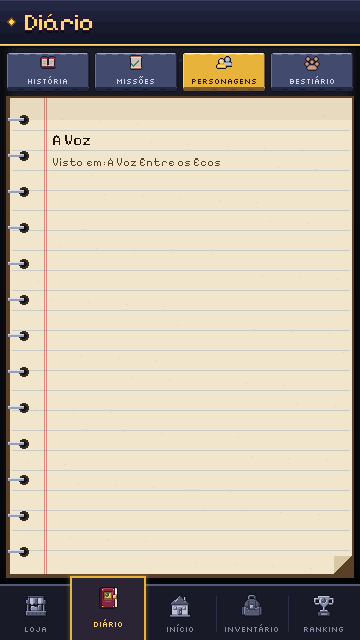 Diário
HISTÓRIA
MISSÕES
PERSONAGENS
BESTIÁRIO
A Voz
Visto em: A Voz Entre os Ecos
LOJA
DIÁRIO
INÍCIO
INVENTÁRIO
RANKING